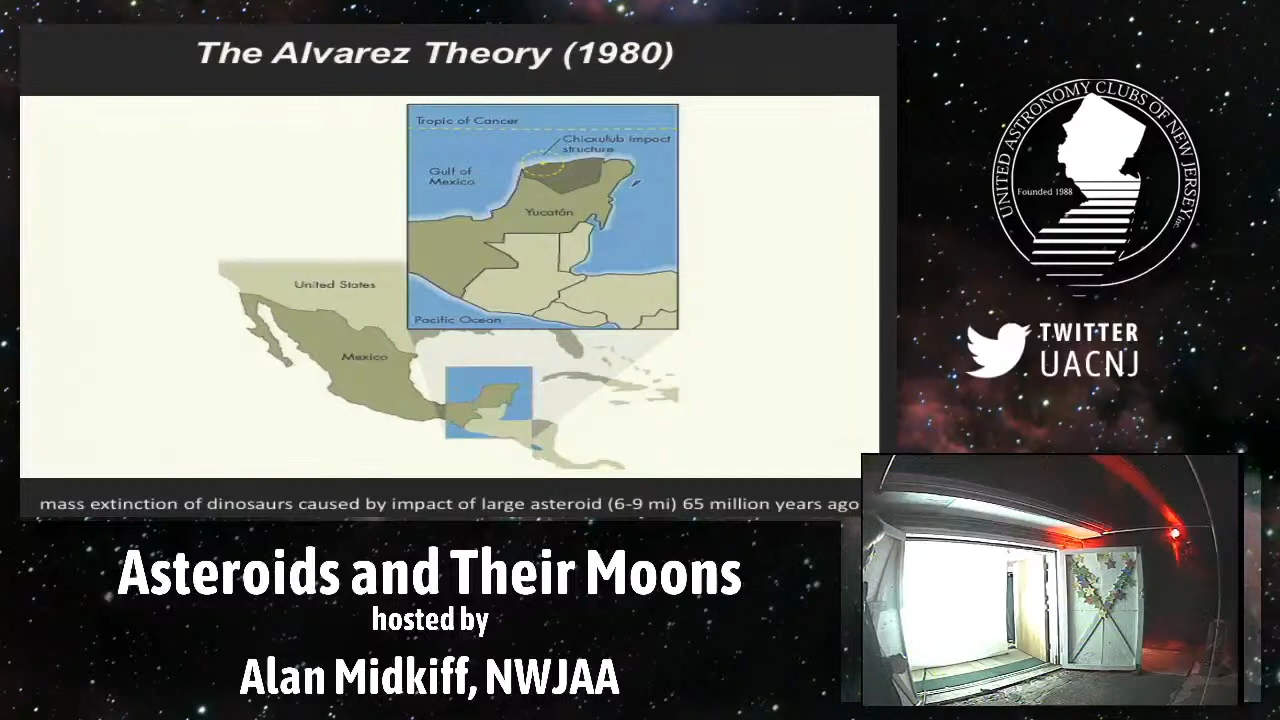 The Alvarez Theory (1980)
Tropic of Cancer
Chicxulub impact
structure
Gulf of
Mexico
Yucatán
United States
Pacific Ocean
Mexico
mass extinction of dinosaurs caused by impact of large asteroid (6-9 mi) 65 million years ago
UNITED ASTRONOMY CLUBS OF NEW JERSEY Inc.
Founded 1988
TWITTER
UACNJ
Asteroids and Their Moons
hosted by
Alan Midkiff, NWJAA